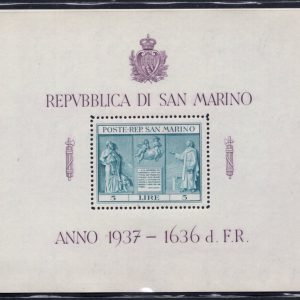 REPVBBLICA DI SAN MARINO
POSTE·REP. SAN MARINO
5 LIRE 5
ANNO 1937 – 1636 d. F. R.